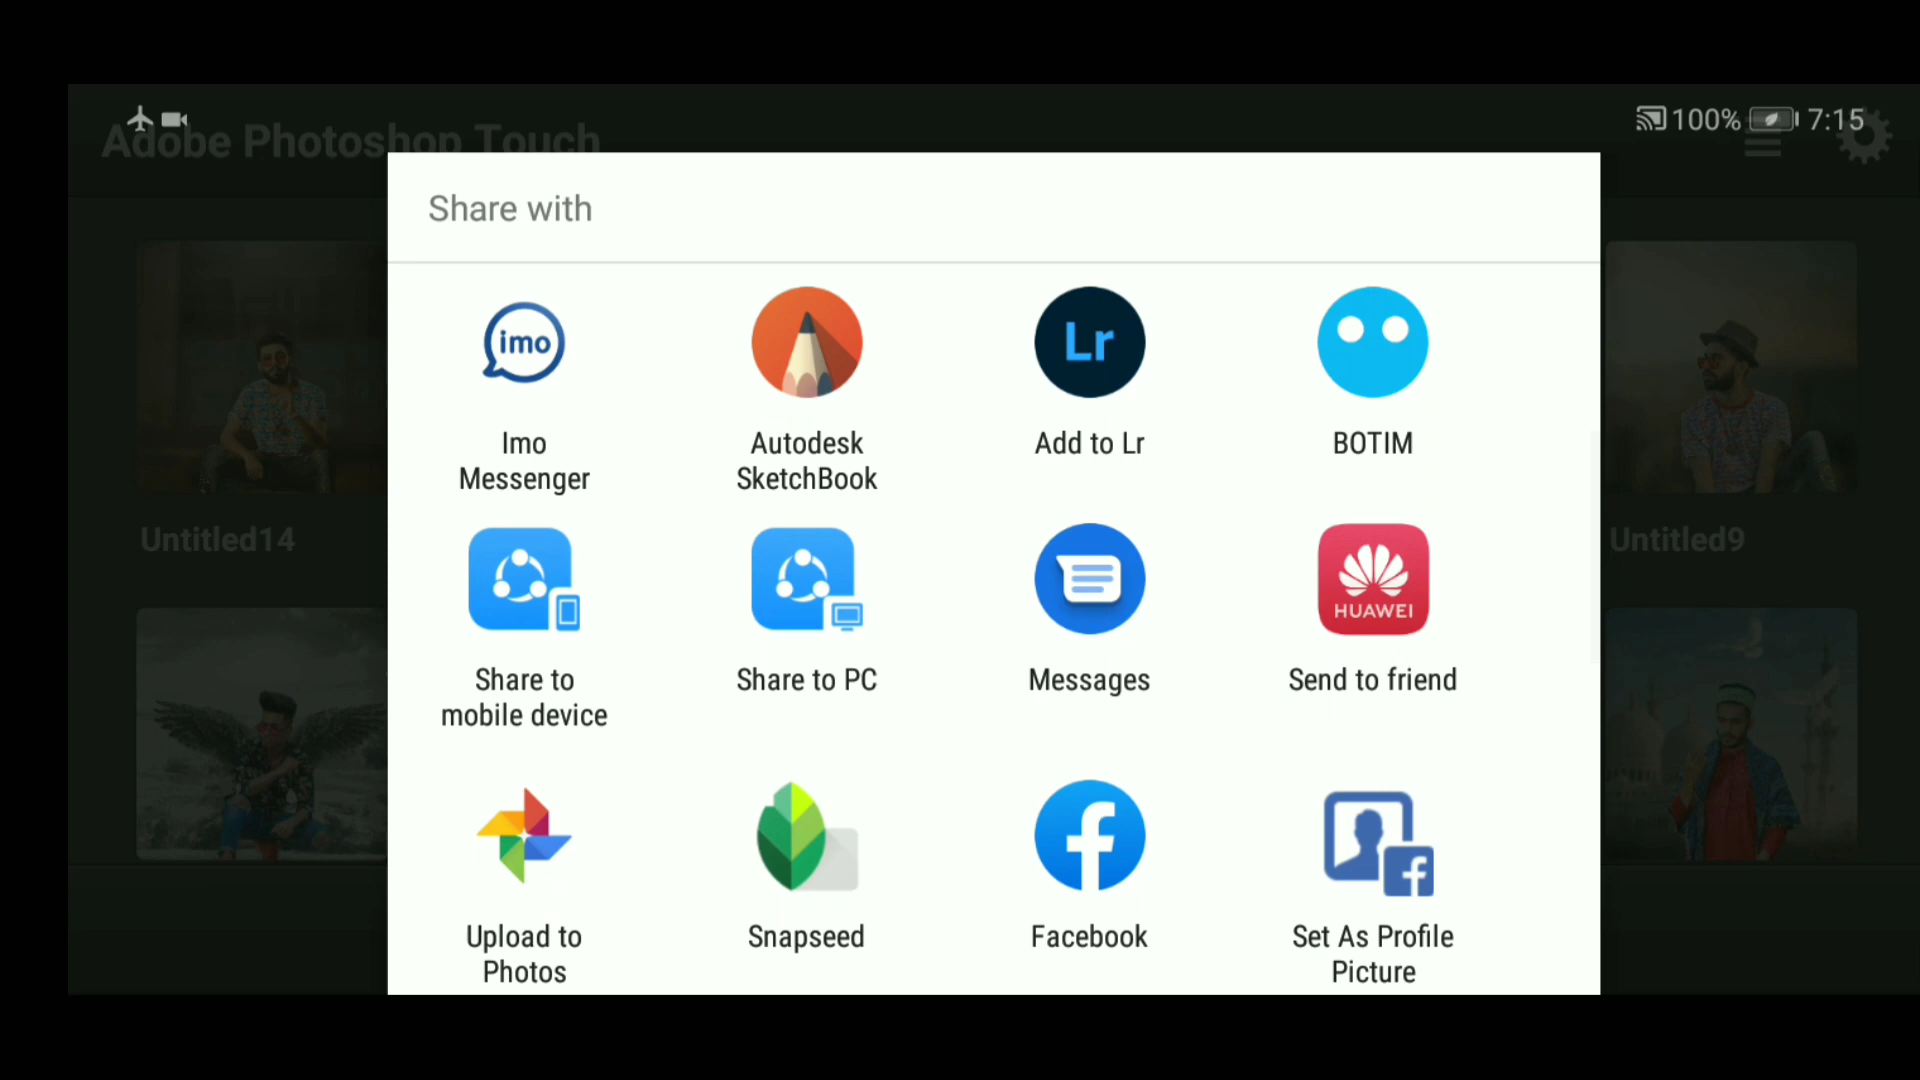 100% 7:15
Adobe Photoshop Touch
Share with
imo
Lr
Imo
Messenger
Autodesk
SketchBook
Add to Lr
BOTIM
HUAWEI
Share to
mobile device
Share to PC
Messages
Send to friend
Upload to
Photos
Snapseed
Facebook
Set As Profile
Picture
Untitled14
Untitled9